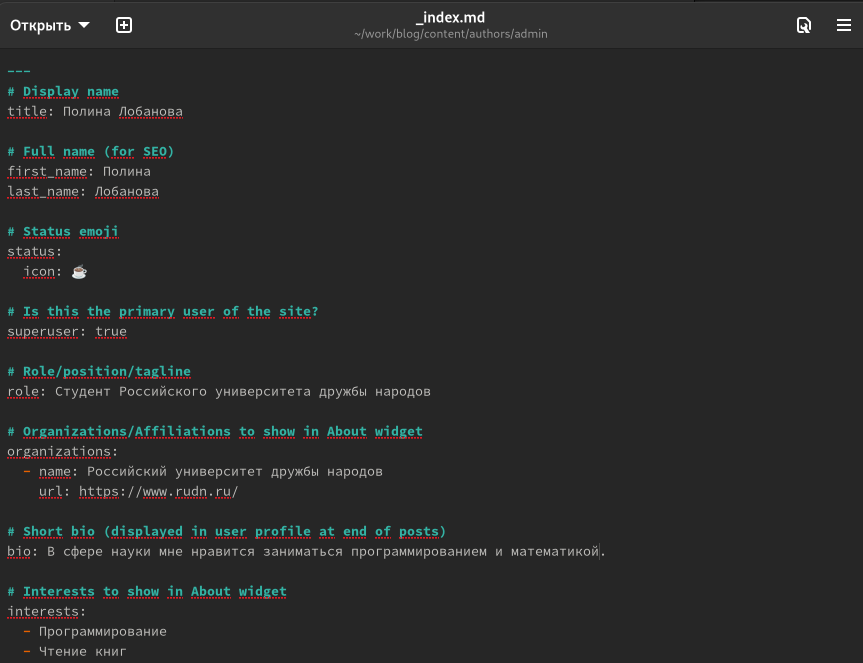 Открыть
_index.md
~/work/blog/content/authors/admin
---
# Display name
title: Полина Лобанова
# Full name (for SEO)
first_name: Полина
last_name: Лобанова
# Status emoji
status:
  icon: ☕
# Is this the primary user of the site?
superuser: true
# Role/position/tagline
role: Студент Российского университета дружбы народов
# Organizations/Affiliations to show in About widget
organizations:
  - name: Российский университет дружбы народов
    url: https://www.rudn.ru/
# Short bio (displayed in user profile at end of posts)
bio: В сфере науки мне нравится заниматься программированием и математикой.
# Interests to show in About widget
interests:
  - Программирование
  - Чтение книг